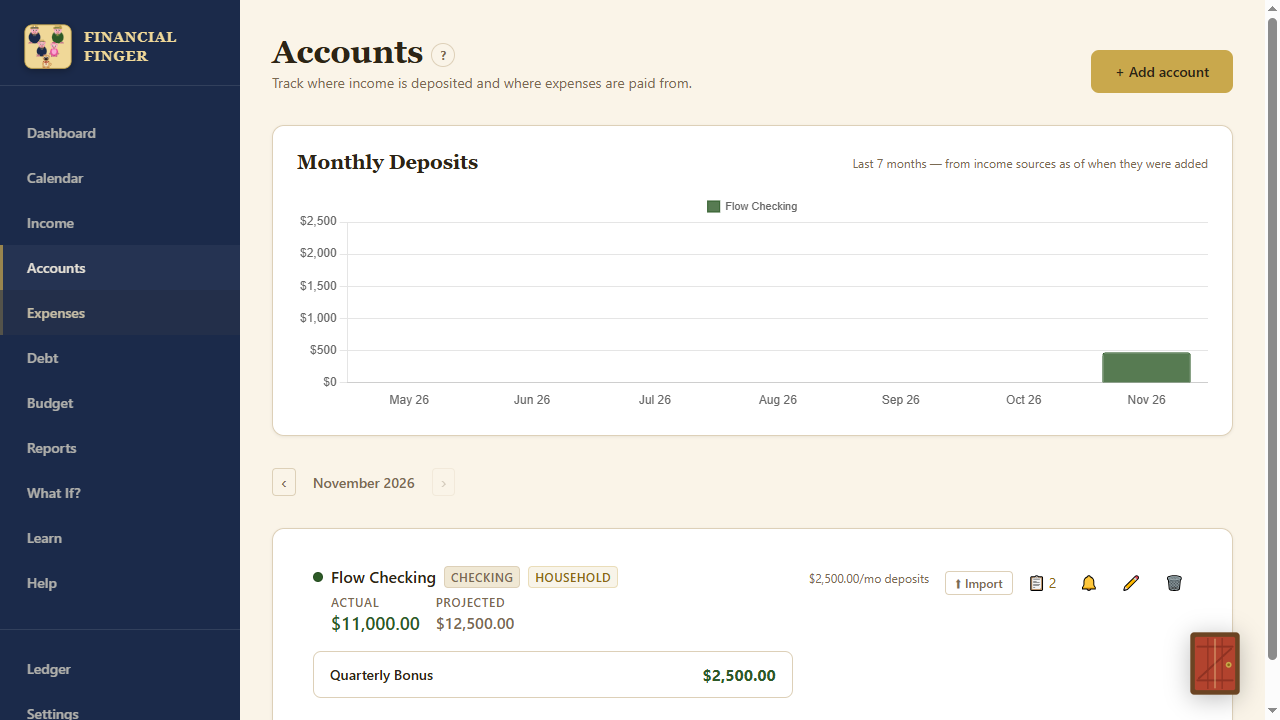 FINANCIAL
FINGER
Dashboard
Calendar
Income
Accounts
Expenses
Debt
Budget
Reports
What If?
Learn
Help
Ledger
Settings
Accounts ?
Track where income is deposited and where expenses are paid from.
+ Add account
Monthly Deposits
Last 7 months — from income sources as of when they were added
Flow Checking
$2,500
$2,000
$1,500
$1,000
$500
$0
May 26 Jun 26 Jul 26 Aug 26 Sep 26 Oct 26 Nov 26
‹ November 2026 ›
Flow Checking CHECKING HOUSEHOLD
$2,500.00/mo deposits ⬆ Import 📋 2 🔔 ✏️ 🗑️
ACTUAL PROJECTED
$11,000.00 $12,500.00
Quarterly Bonus $2,500.00